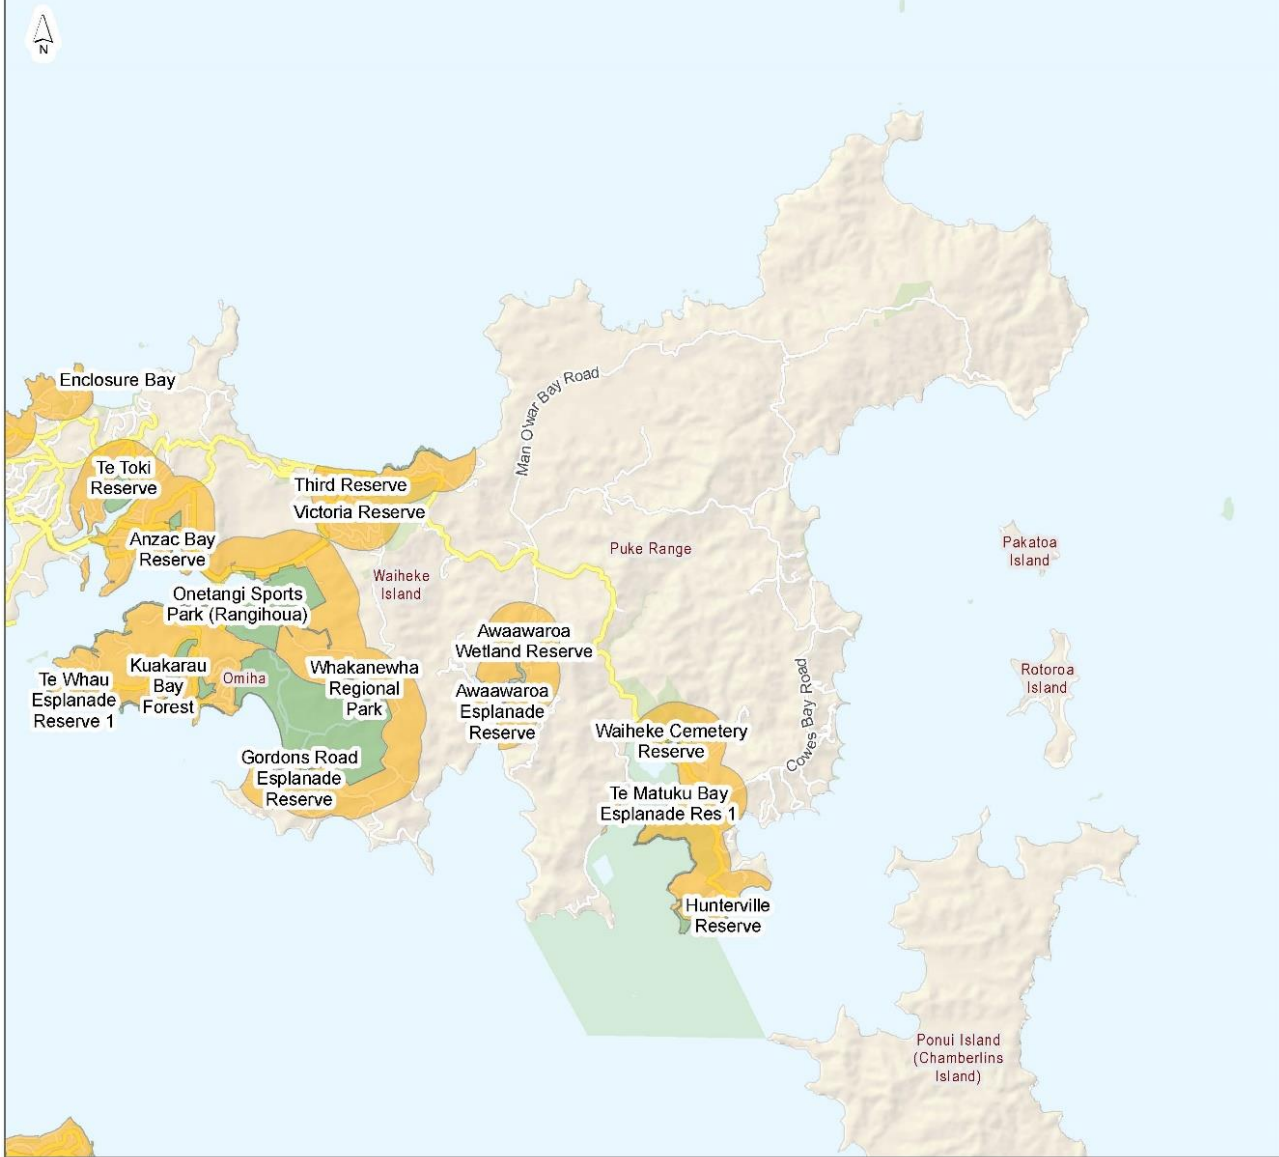 N
Enclosure Bay
Man O'war Bay Road
Te Toki
Reserve
Third Reserve
Victoria Reserve
Anzac Bay
Reserve
Puke Range
Pakatoa
Island
Waiheke
Island
Onetangi Sports
Park (Rangihoua)
Awaawaroa
Wetland Reserve
Te Whau
Esplanade
Reserve 1
Kuakarau
Bay
Forest
Omiha
Whakanewha
Regional
Park
Awaawaroa
Esplanade
Reserve
Rotoroa
Island
Cowes Bay Road
Waiheke Cemetery
Reserve
Gordons Road
Esplanade
Reserve
Te Matuku Bay
Esplanade Res 1
Hunterville
Reserve
Ponui Island
(Chamberlins
Island)